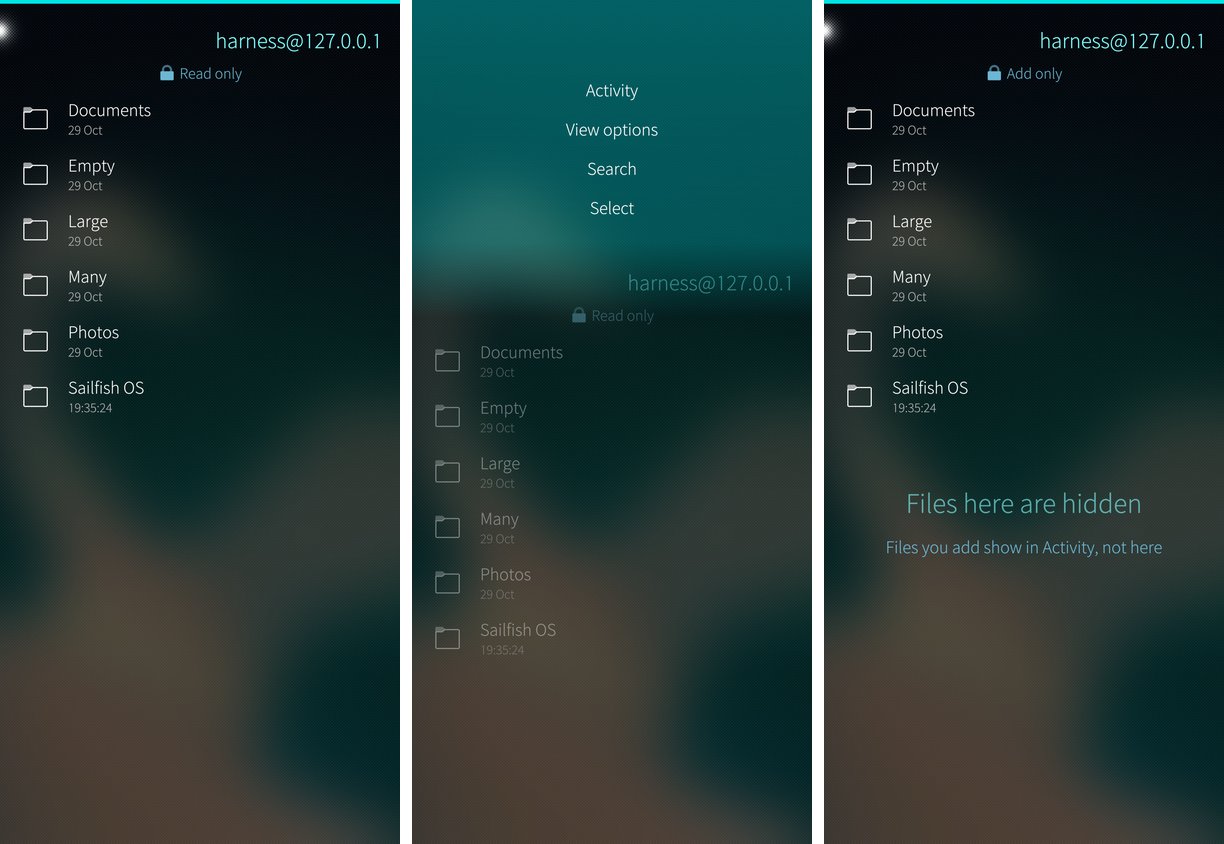 harness@127.0.0.1
Read only
Documents
29 Oct
Empty
29 Oct
Large
29 Oct
Many
29 Oct
Photos
29 Oct
Sailfish OS
19:35:24
Activity
View options
Search
Select
harness@127.0.0.1
Read only
Documents
29 Oct
Empty
29 Oct
Large
29 Oct
Many
29 Oct
Photos
29 Oct
Sailfish OS
19:35:24
harness@127.0.0.1
Add only
Documents
29 Oct
Empty
29 Oct
Large
29 Oct
Many
29 Oct
Photos
29 Oct
Sailfish OS
19:35:24
Files here are hidden
Files you add show in Activity, not here